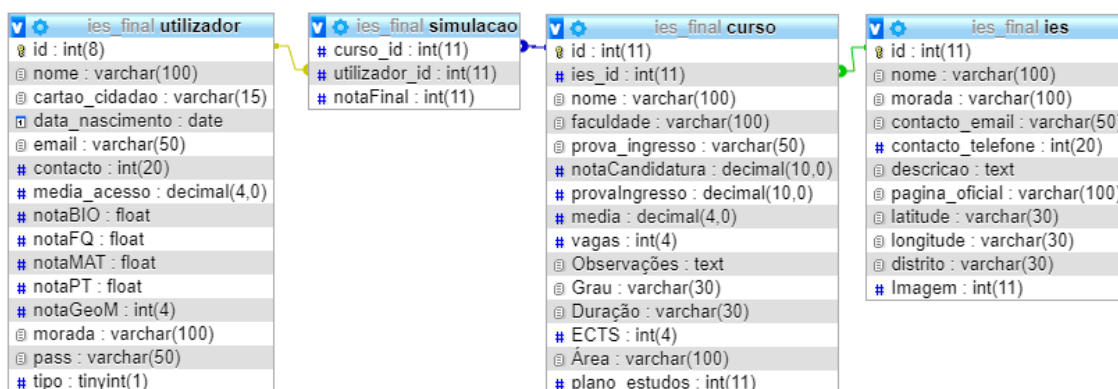 ies_final utilizador
id : int(8)
nome : varchar(100)
cartao_cidadao : varchar(15)
data_nascimento : date
email : varchar(50)
contacto : int(20)
media_acesso : decimal(4,0)
notaBIO : float
notaFQ : float
notaMAT : float
notaPT : float
notaGeoM : int(4)
morada : varchar(100)
pass : varchar(50)
tipo : tinyint(1)
ies_final simulacao
curso_id : int(11)
utilizador_id : int(11)
notaFinal : int(11)
ies_final curso
id : int(11)
ies_id : int(11)
nome : varchar(100)
faculdade : varchar(100)
prova_ingresso : varchar(50)
notaCandidatura : decimal(10,0)
provaIngresso : decimal(10,0)
media : decimal(4,0)
vagas : int(4)
Observações : text
Grau : varchar(30)
Duração : varchar(30)
ECTS : int(4)
Área : varchar(100)
plano_estudos : int(11)
ies_final ies
id : int(11)
nome : varchar(100)
morada : varchar(100)
contacto_email : varchar(50)
contacto_telefone : int(20)
descricao : text
pagina_oficial : varchar(100)
latitude : varchar(30)
longitude : varchar(30)
distrito : varchar(30)
Imagem : int(11)